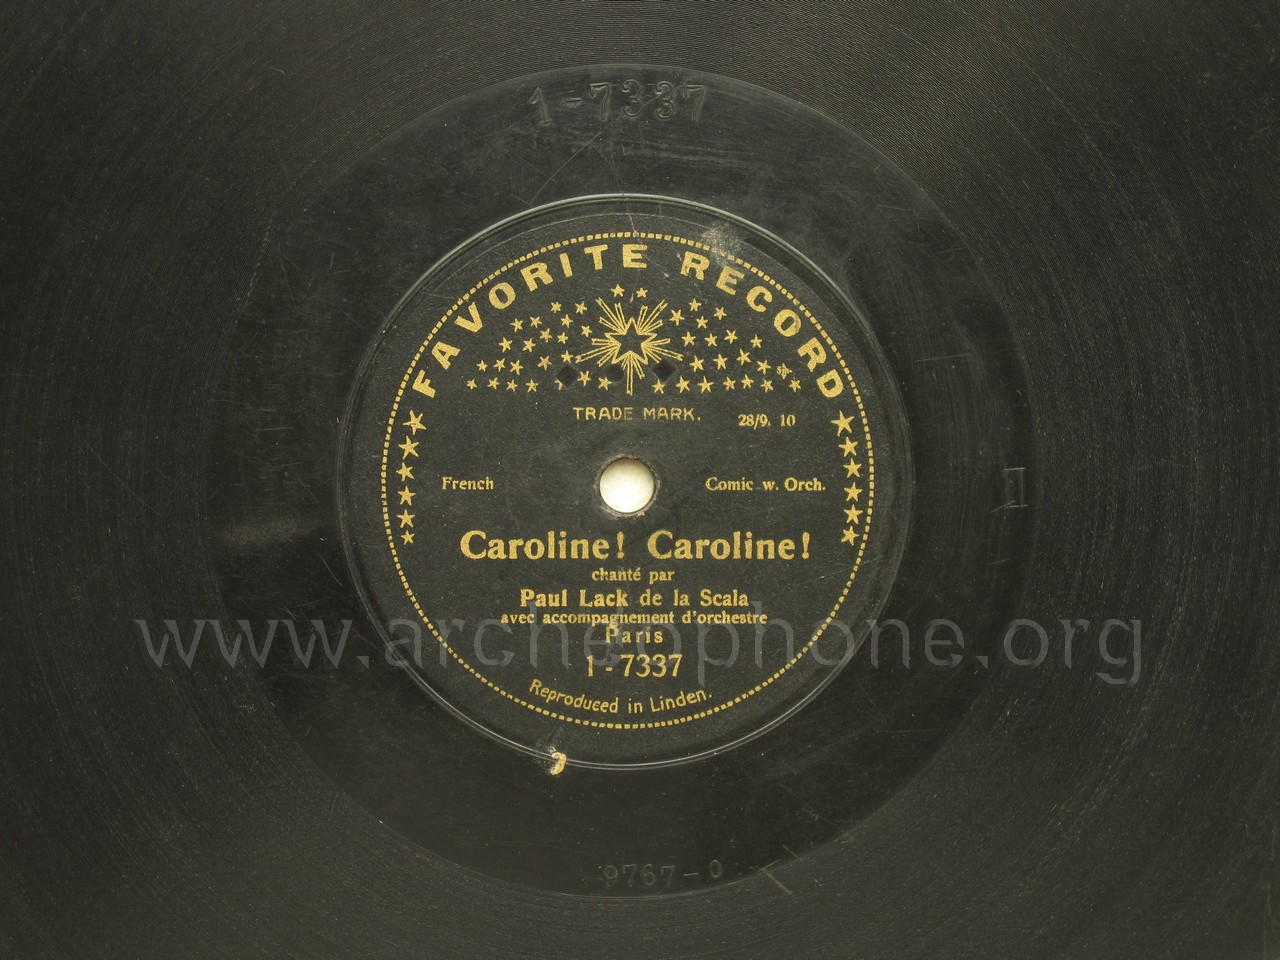 1-7337
FAVORITE RECORD
TRADE MARK.
28/9. 10
French
Comic w. Orch.
Caroline! Caroline!
chanté par
Paul Lack de la Scala
avec accompagnement d'orchestre
www.archeophone.org
Paris
1-7337
Reproduced in Linden.
9767-0